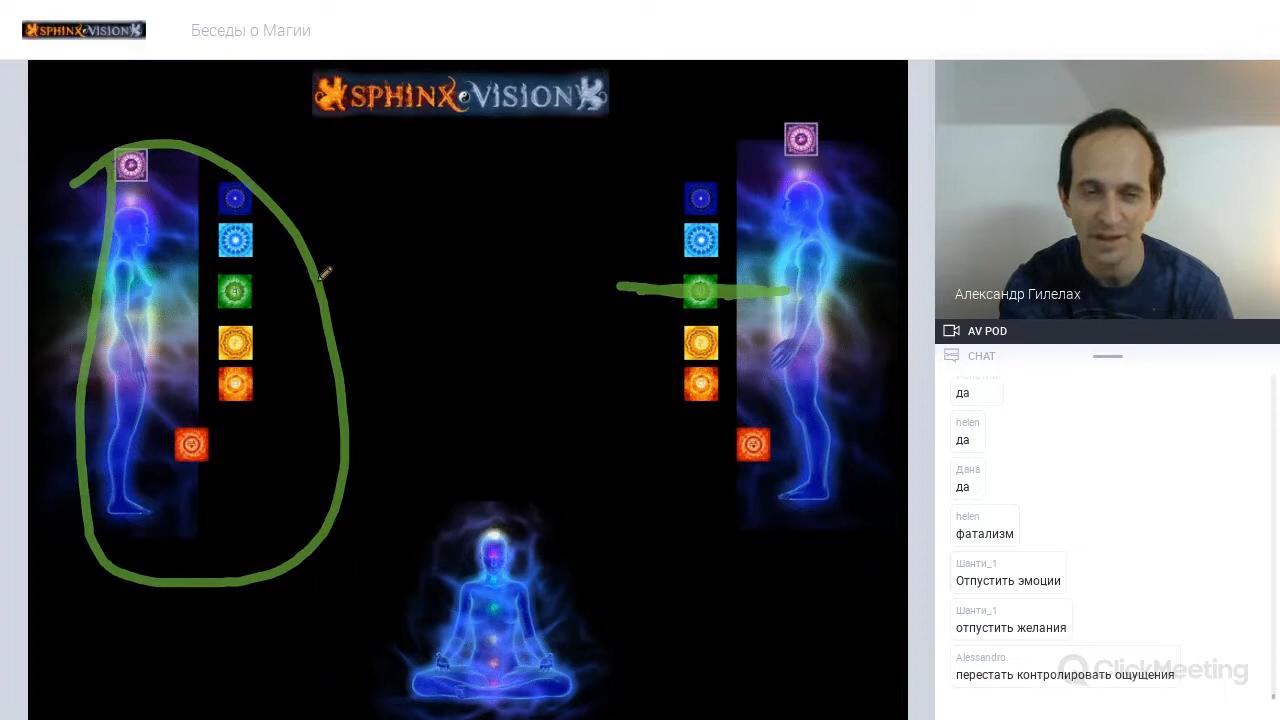 SPHINX VISION
Беседы о Магии
SPHINX VISION
Александр Гилелах
AV POD
CHAT
да
helen
да
Дана
да
helen
фатализм
Шанти_1
Отпустить эмоции
Шанти_1
отпустить желания
Alessandro
перестать контролировать ощущения
ClickMeeting